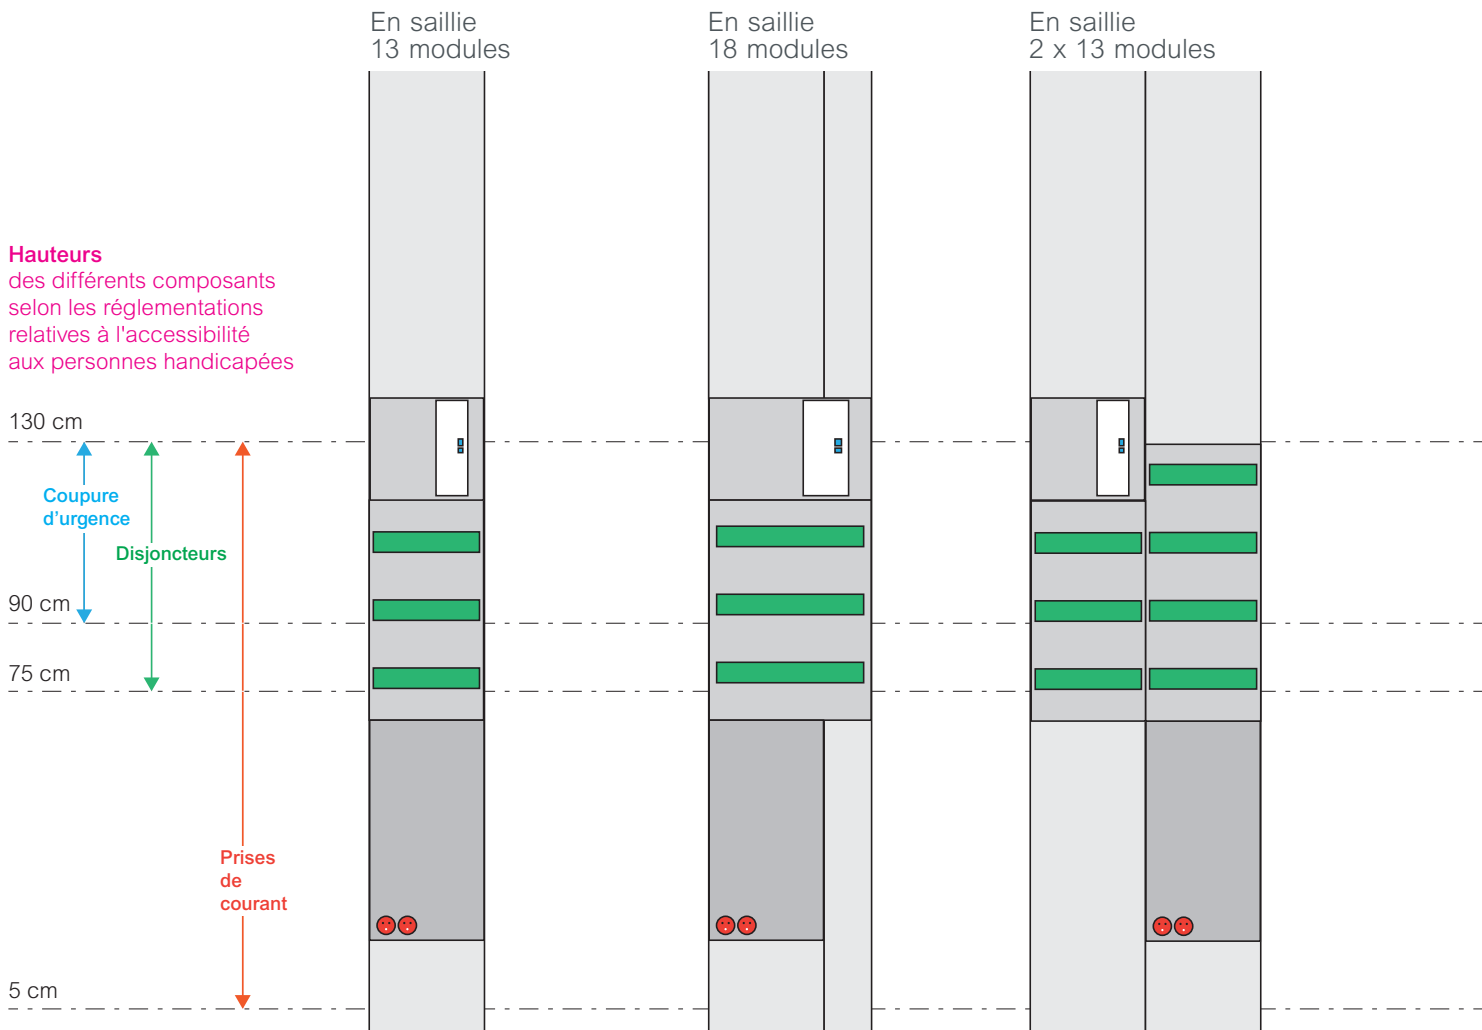 En saillie
13 modules
En saillie
18 modules
En saillie
2 x 13 modules
Hauteurs
des différents composants
selon les réglementations
relatives à l'accessibilité
aux personnes handicapées
130 cm
Coupure
d'urgence
Disjoncteurs
90 cm
75 cm
Prises
de
courant
5 cm